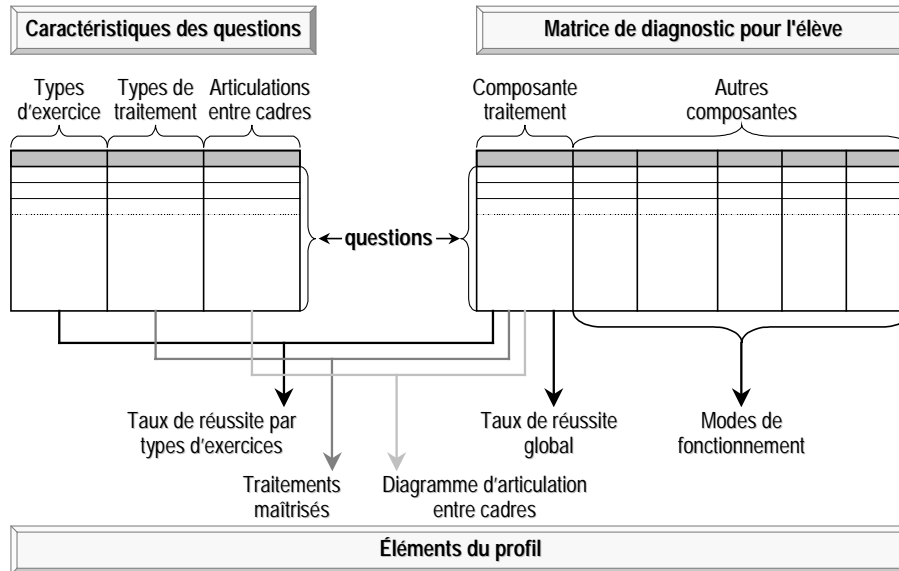 Caractéristiques des questions
Matrice de diagnostic pour l'élève
Types
d'exercice
Types de
traitement
Articulations
entre cadres
Composante
traitement
Autres
composantes
questions
Taux de réussite par
types d'exercices
Taux de réussite
global
Modes de
fonctionnement
Traitements
maîtrisés
Diagramme d'articulation
entre cadres
Éléments du profil